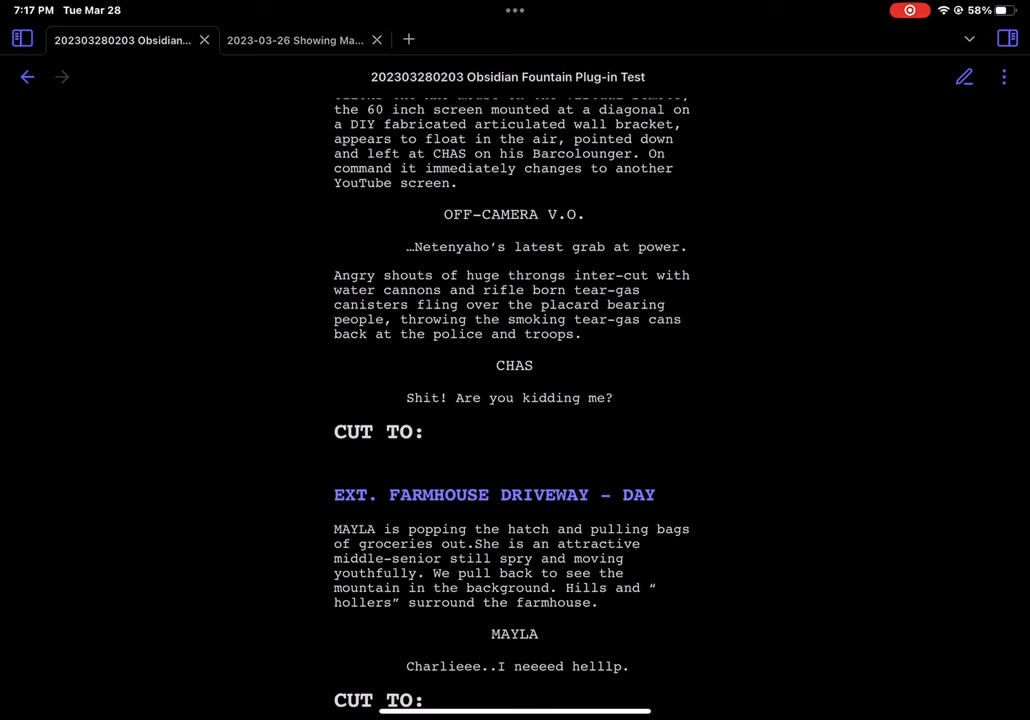 7:17 PM Tue Mar 28
58%
202303280203 Obsidian...
2023-03-26 Showing Ma...
202303280203 Obsidian Fountain Plug-in Test
the 60 inch screen mounted at a diagonal on
a DIY fabricated articulated wall bracket,
appears to float in the air, pointed down
and left at CHAS on his Barcolounger. On
command it immediately changes to another
YouTube screen.
OFF-CAMERA V.O.
…Netenyaho’s latest grab at power.
Angry shouts of huge throngs inter-cut with
water cannons and rifle born tear-gas
canisters fling over the placard bearing
people, throwing the smoking tear-gas cans
back at the police and troops.
CHAS
Shit! Are you kidding me?
CUT TO:
EXT. FARMHOUSE DRIVEWAY - DAY
MAYLA is popping the hatch and pulling bags
of groceries out.She is an attractive
middle-senior still spry and moving
youthfully. We pull back to see the
mountain in the background. Hills and “
hollers” surround the farmhouse.
MAYLA
Charlieee..I neeeed helllp.
CUT TO: